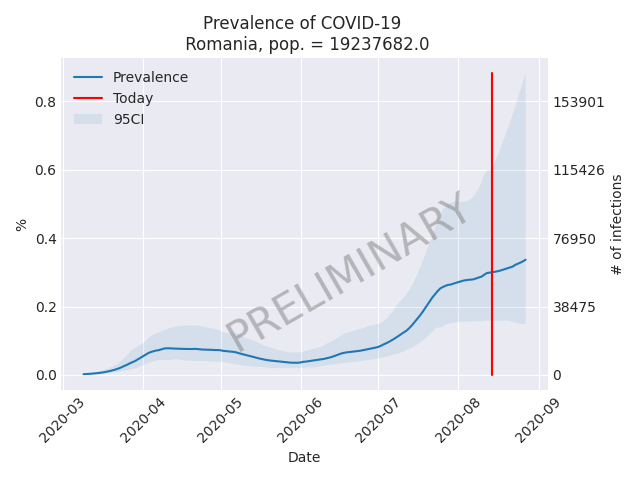 Prevalence of COVID-19
Romania, pop. = 19237682.0
Prevalence
Today
95CI
0.8
0.6
0.4
0.2
0.0
%
153901
115426
76950
38475
0
# of infections
PRELIMINARY
2020-03
2020-04
2020-05
2020-06
2020-07
2020-08
2020-09
Date